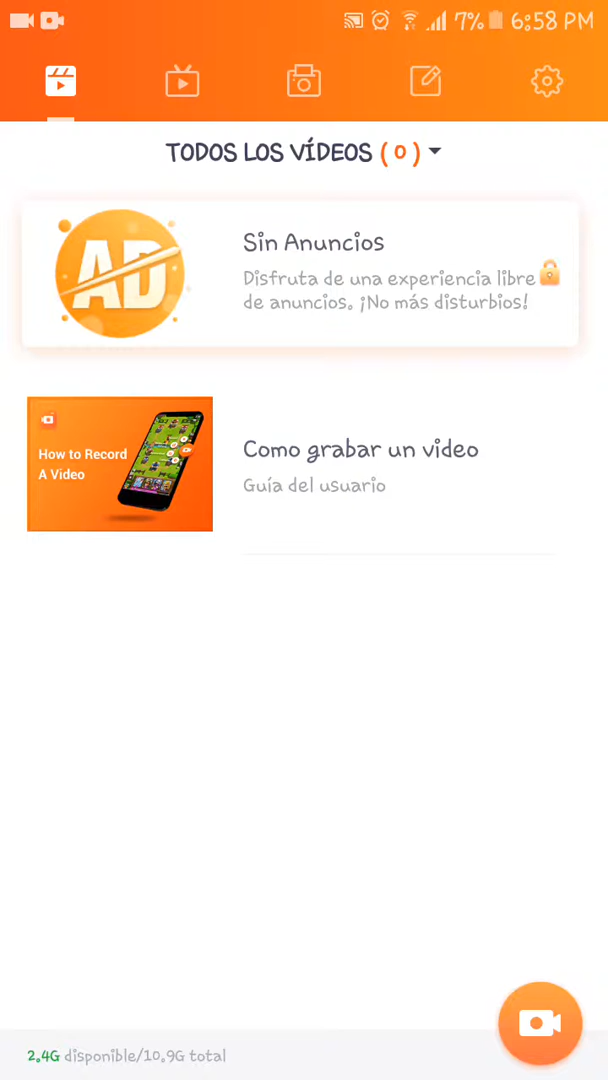 7% 6:58 PM
TODOS LOS VÍDEOS ( 0 )
AD
Sin Anuncios
Disfruta de una experiencia libre
de anuncios. ¡No más disturbios!
How to Record
A Video
Como grabar un video
Guía del usuario
2.4G disponible/10.9G total